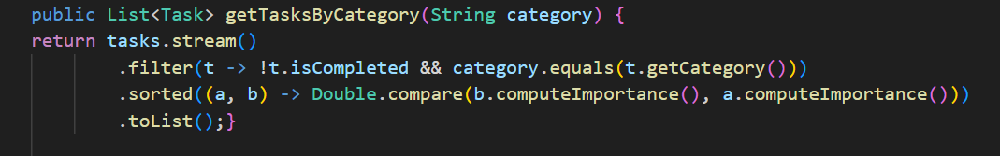 public List<Task> getTasksByCategory(String category) {
return tasks.stream()
.filter(t -> !t.isCompleted && category.equals(t.getCategory()))
.sorted((a, b) -> Double.compare(b.computeImportance(), a.computeImportance()))
.toList();}